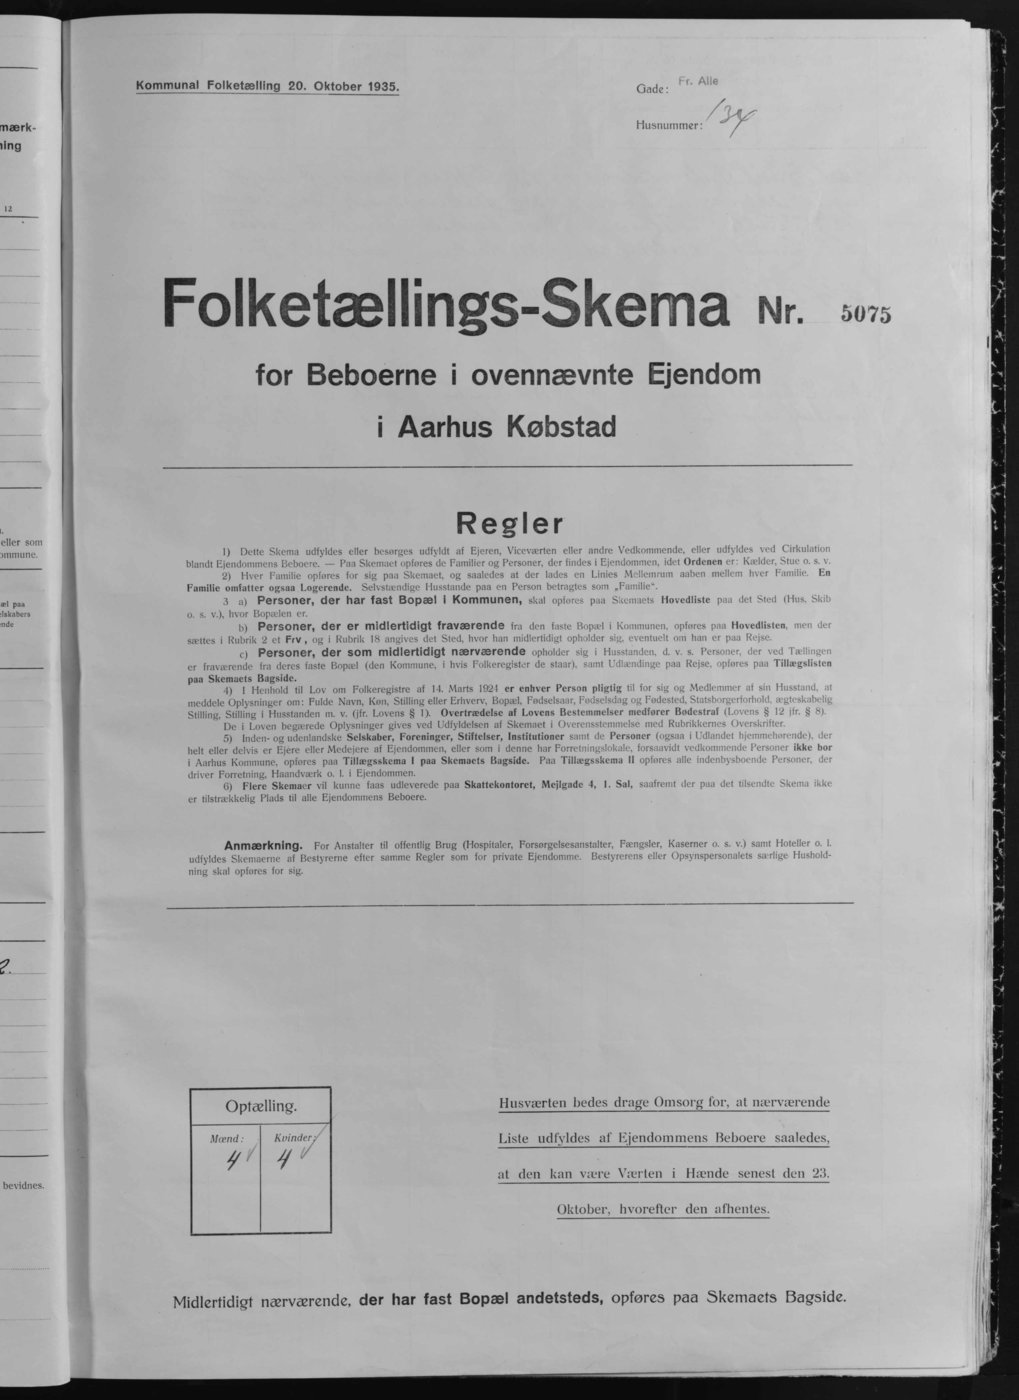 Kommunal Folketælling 20. Oktober 1935.
Gade: Fr. Alle
Husnummer: 134
Folketællings-Skema Nr. 5075
for Beboerne i ovennævnte Ejendom
i Aarhus Købstad
Regler
1) Dette Skema udfyldes eller besørges udfyldt af Ejeren, Viceværten eller andre Vedkommende, eller udfyldes ved Cirkulation
blandt Ejendommens Beboere. — Paa Skemaet opføres de Familier og Personer, der findes i Ejendommen, idet Ordenen er: Kælder, Stue o. s. v.
2) Hver Familie opføres for sig paa Skemaet, og saaledes at der lades en Linies Mellemrum aaben mellem hver Familie. En
Familie omfatter ogsaa Logerende. Selvstændige Husstande paa en Person betragtes som „Familie“.
3 a) Personer, der har fast Bopæl i Kommunen, skal opføres paa Skemaets Hovedliste paa det Sted (Hus, Skib
o. s. v.), hvor Bopælen er.
b) Personer, der er midlertidigt fraværende fra den faste Bopæl i Kommunen, opføres paa Hovedlisten, men der
sættes i Rubrik 2 et Frv, og i Rubrik 18 angives det Sted, hvor han midlertidigt opholder sig, eventuelt om han er paa Rejse.
c) Personer, der som midlertidigt nærværende opholder sig i Husstanden, d. v. s. Personer, der ved Tællingen
er fraværende fra deres faste Bopæl (den Kommune, i hvis Folkeregister de staar), samt Udlændinge paa Rejse, opføres paa Tillægslisten
paa Skemaets Bagside.
4) I Henhold til Lov om Folkeregistre af 14. Marts 1924 er enhver Person pligtig til for sig og Medlemmer af sin Husstand, at
meddele Oplysninger om: Fulde Navn, Køn, Stilling eller Erhverv, Bopæl, Fødselsaar, Fødselsdag og Fødested, Statsborgerforhold, ægteskabelig
Stilling, Stilling i Husstanden m. v. (jfr. Lovens § 1). Overtrædelse af Lovens Bestemmelser medfører Bødestraf (Lovens § 12 jfr. § 8).
De i Loven begærede Oplysninger gives ved Udfyldelsen af Skemaet i Overensstemmelse med Rubrikkernes Overskrifter.
5) Inden- og udenlandske Selskaber, Foreninger, Stiftelser, Institutioner samt de Personer (ogsaa i Udlandet hjemmehørende), der
helt eller delvis er Ejere eller Medejere af Ejendommen, eller som i denne har Forretningslokale, forsaavidt vedkommende Personer ikke bor
i Aarhus Kommune, opføres paa Tillægsskema I paa Skemaets Bagside. Paa Tillægsskema II opføres alle indenbysboende Personer, der
driver Forretning, Haandværk o. l. i Ejendommen.
6) Flere Skemaer vil kunne faas udleverede paa Skattekontoret, Mejlgade 4, 1. Sal, saafremt der paa det tilsendte Skema ikke
er tilstrækkelig Plads til alle Ejendommens Beboere.
Anmærkning. For Anstalter til offentlig Brug (Hospitaler, Forsørgelsesanstalter, Fængsler, Kaserner o. s. v.) samt Hoteller o. l.
udfyldes Skemaerne af Bestyrerne efter samme Regler som for private Ejendomme. Bestyrerens eller Opsynspersonalets særlige Hushold-
ning skal opføres for sig.
Optælling.
Mænd: Kvinder:
4 4
Husværten bedes drage Omsorg for, at nærværende
Liste udfyldes af Ejendommens Beboere saaledes,
at den kan være Værten i Hænde senest den 23.
Oktober, hvorefter den afhentes.
Midlertidigt nærværende, der har fast Bopæl andetsteds, opføres paa Skemaets Bagside.
mærk-
ning
12
eller som
ommune.
æl paa
elskabers
nde
bevidnes.